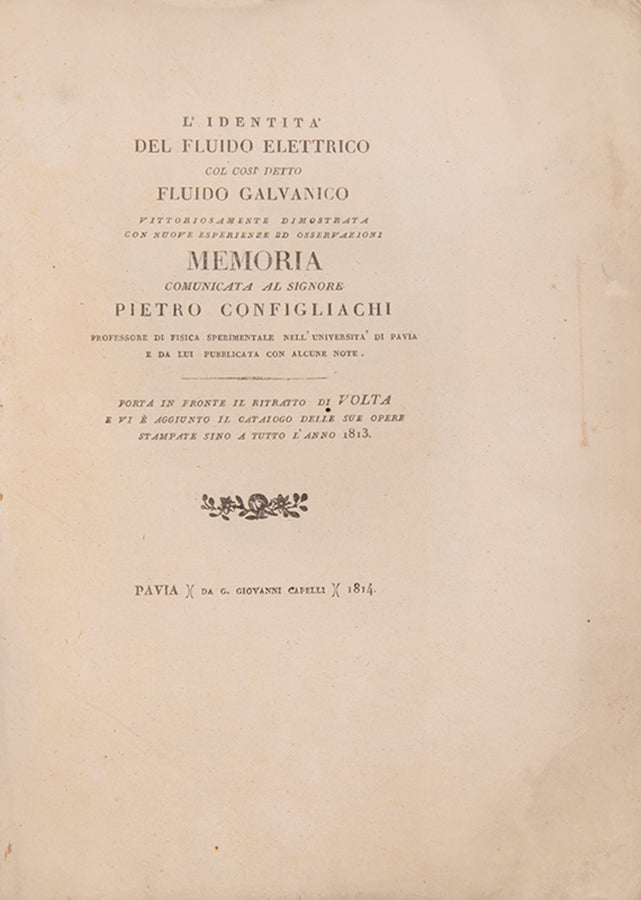 L' IDENTITA'
DEL FLUIDO ELETTRICO
COL COSI' DETTO
FLUIDO GALVANICO
VITTORIOSAMENTE DIMOSTRATA
CON NUOVE ESPERIENZE ED OSSERVAZIONI
MEMORIA
COMUNICATA AL SIGNORE
PIETRO CONFIGLIACHI
PROFESSORE DI FISICA SPERIMENTALE NELL' UNIVERSITA' DI PAVIA
E DA LUI PUBBLICATA CON ALCUNE NOTE.
PORTA IN FRONTE IL RITRATTO DI VOLTA
E VI È AGGIUNTO IL CATALOGO DELLE SUE OPERE
STAMPATE SINO A TUTTO L'ANNO 1813.
PAVIA )( DA G. GIOVANNI CAPELLI )( 1814.